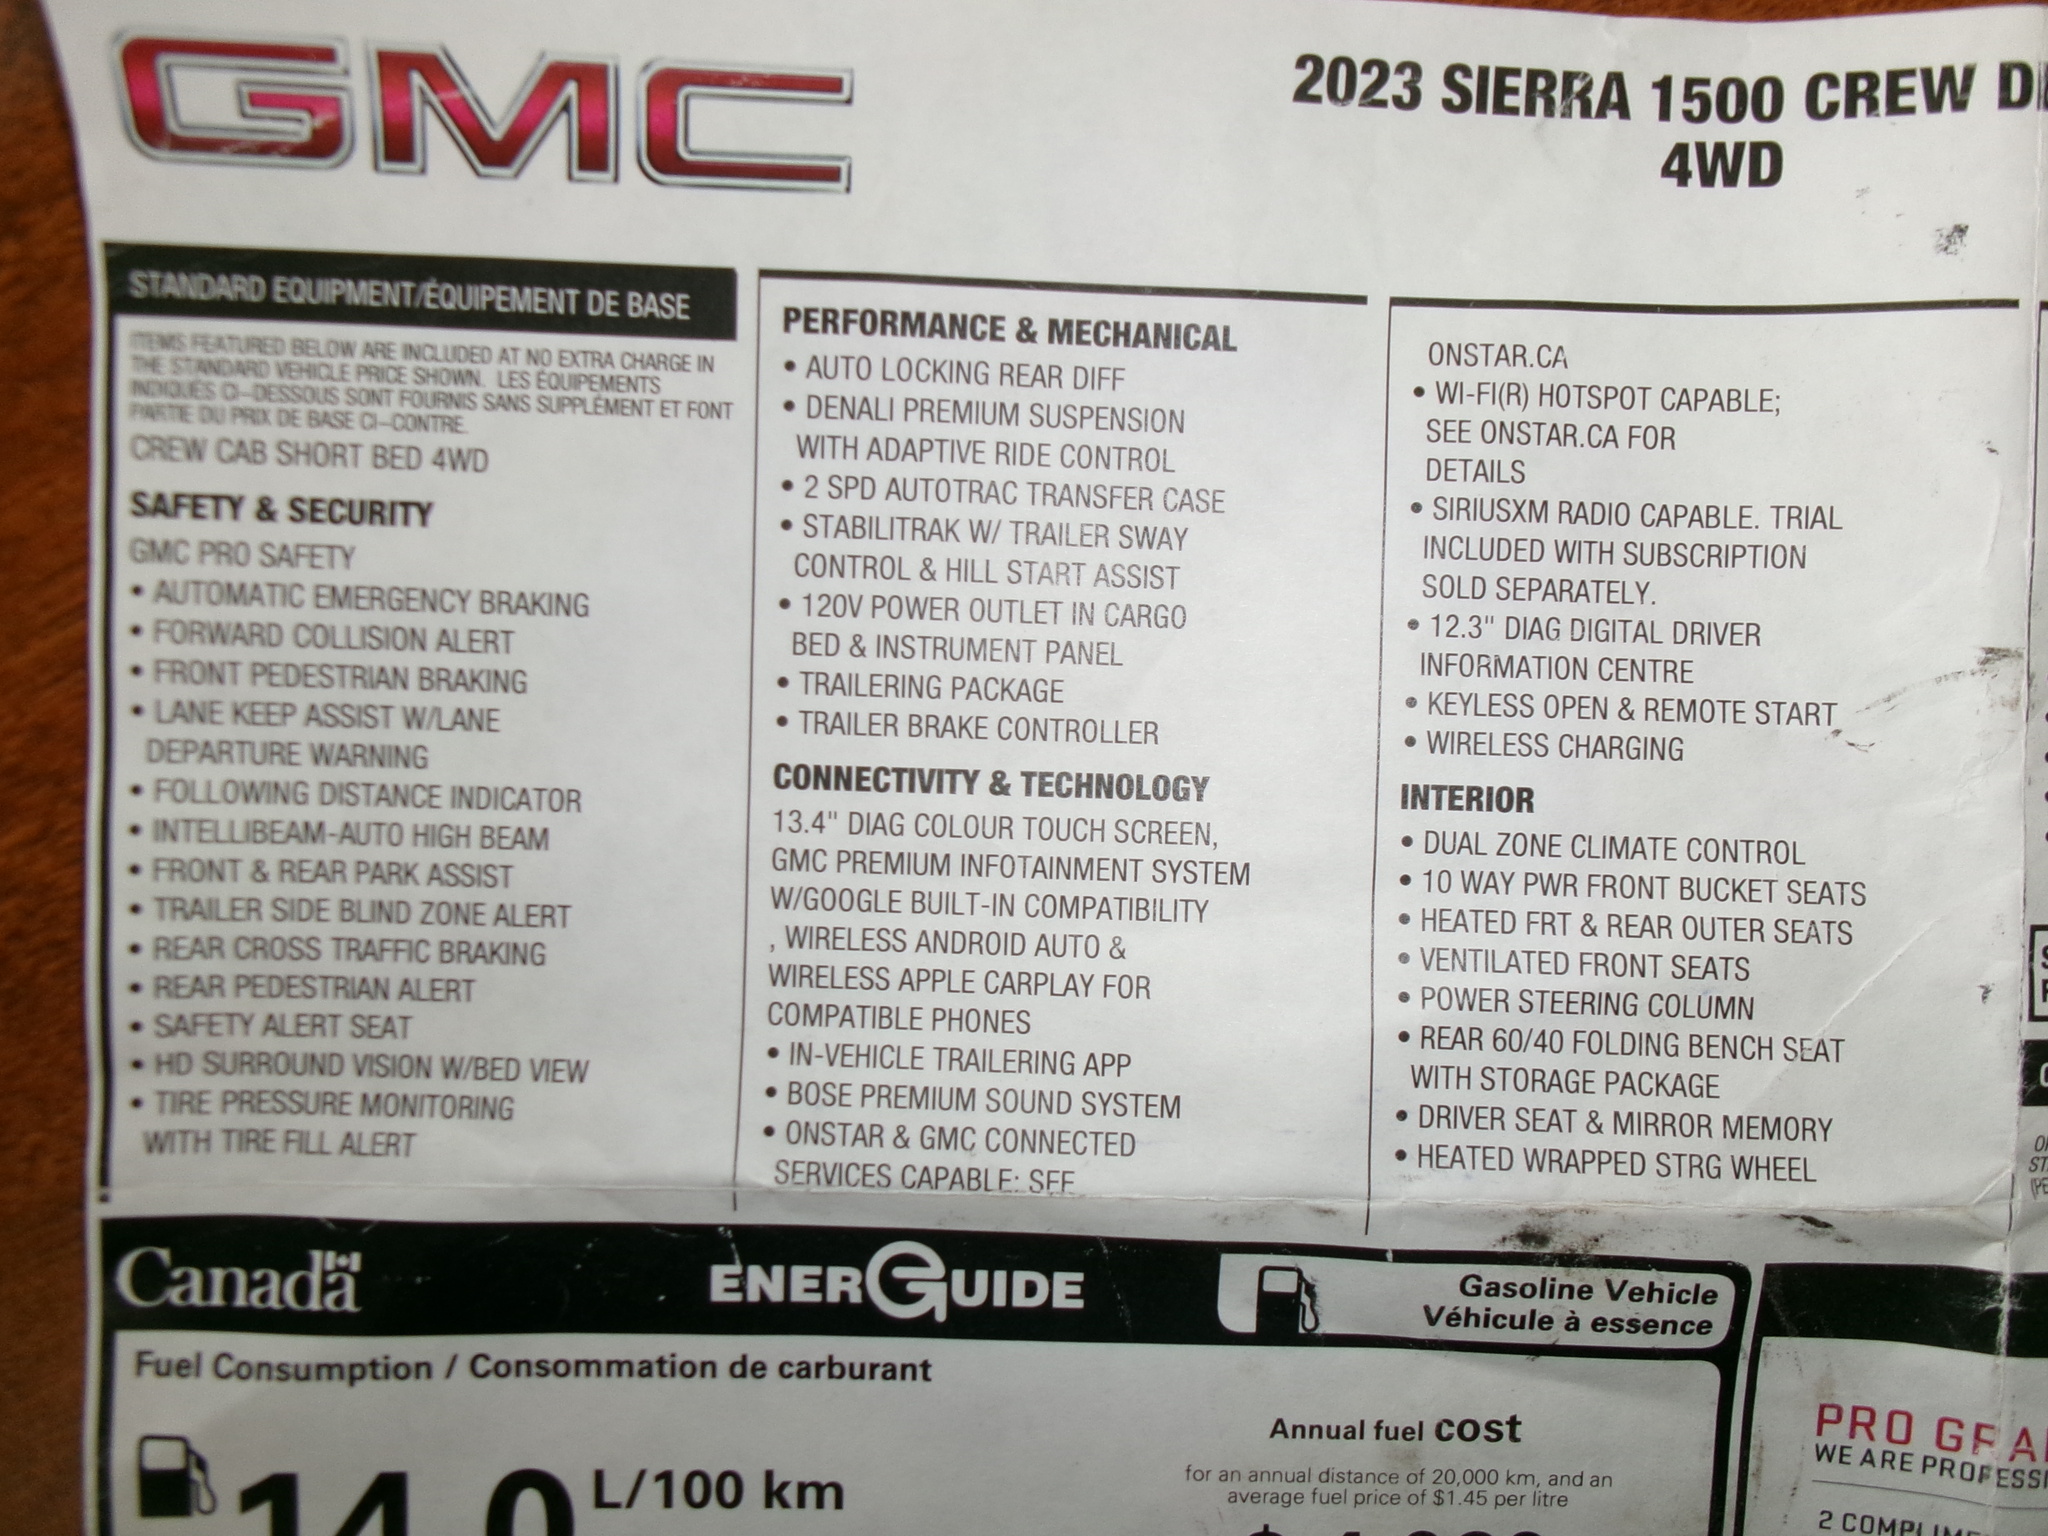 GMC
2023 SIERRA 1500 CREW
4WD
STANDARD EQUIPMENT/ÉQUIPEMENT DE BASE
ITEMS FEATURED BELOW ARE INCLUDED AT NO EXTRA CHARGE IN
THE STANDARD VEHICLE PRICE SHOWN. LES ÉQUIPEMENTS
INDIQUÉS CI-DESSOUS SONT FOURNIS SANS SUPPLÉMENT ET FONT
PARTIE DU PRIX DE BASE CI-CONTRE.
CREW CAB SHORT BED 4WD
SAFETY & SECURITY
GMC PRO SAFETY
• AUTOMATIC EMERGENCY BRAKING
• FORWARD COLLISION ALERT
• FRONT PEDESTRIAN BRAKING
• LANE KEEP ASSIST W/LANE
DEPARTURE WARNING
• FOLLOWING DISTANCE INDICATOR
• INTELLIBEAM-AUTO HIGH BEAM
• FRONT & REAR PARK ASSIST
• TRAILER SIDE BLIND ZONE ALERT
• REAR CROSS TRAFFIC BRAKING
• REAR PEDESTRIAN ALERT
• SAFETY ALERT SEAT
• HD SURROUND VISION W/BED VIEW
• TIRE PRESSURE MONITORING
WITH TIRE FILL ALERT
PERFORMANCE & MECHANICAL
• AUTO LOCKING REAR DIFF
• DENALI PREMIUM SUSPENSION
WITH ADAPTIVE RIDE CONTROL
• 2 SPD AUTOTRAC TRANSFER CASE
• STABILITRAK W/ TRAILER SWAY
CONTROL & HILL START ASSIST
• 120V POWER OUTLET IN CARGO
BED & INSTRUMENT PANEL
• TRAILERING PACKAGE
• TRAILER BRAKE CONTROLLER
CONNECTIVITY & TECHNOLOGY
13.4" DIAG COLOUR TOUCH SCREEN,
GMC PREMIUM INFOTAINMENT SYSTEM
W/GOOGLE BUILT-IN COMPATIBILITY
, WIRELESS ANDROID AUTO &
WIRELESS APPLE CARPLAY FOR
COMPATIBLE PHONES
• IN-VEHICLE TRAILERING APP
• BOSE PREMIUM SOUND SYSTEM
• ONSTAR & GMC CONNECTED
SERVICES CAPABLE: SEE
ONSTAR.CA
• WI-FI(R) HOTSPOT CAPABLE;
SEE ONSTAR.CA FOR
DETAILS
• SIRIUSXM RADIO CAPABLE. TRIAL
INCLUDED WITH SUBSCRIPTION
SOLD SEPARATELY.
• 12.3" DIAG DIGITAL DRIVER
INFORMATION CENTRE
• KEYLESS OPEN & REMOTE START
• WIRELESS CHARGING
INTERIOR
• DUAL ZONE CLIMATE CONTROL
• 10 WAY PWR FRONT BUCKET SEATS
• HEATED FRT & REAR OUTER SEATS
• VENTILATED FRONT SEATS
• POWER STEERING COLUMN
• REAR 60/40 FOLDING BENCH SEAT
WITH STORAGE PACKAGE
• DRIVER SEAT & MIRROR MEMORY
• HEATED WRAPPED STRG WHEEL
Canada
ENERGUIDE
Gasoline Vehicle
Véhicule à essence
Fuel Consumption / Consommation de carburant
14.0 L/100 km
Annual fuel cost
for an annual distance of 20,000 km, and an
average fuel price of $1.45 per litre
PRO
WE ARE
2